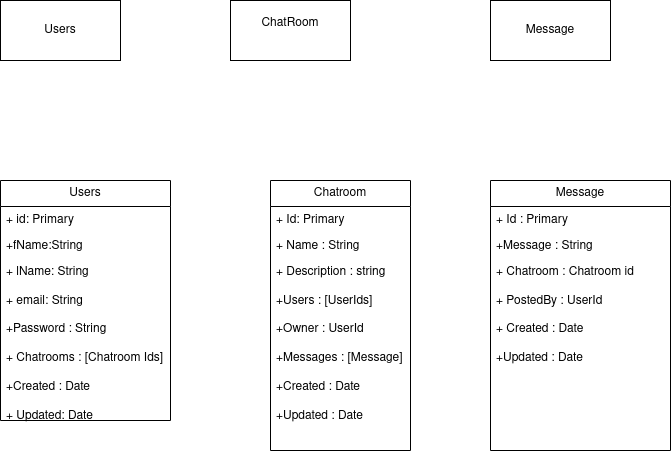 Users
ChatRoom
Message
Users
+ id: Primary
+fName:String
+ lName: String
+ email: String
+Password : String
+ Chatrooms : [Chatroom Ids]
+Created : Date
+ Updated: Date
Chatroom
+ Id: Primary
+ Name : String
+ Description : string
+Users : [UserIds]
+Owner : UserId
+Messages : [Message]
+Created : Date
+Updated : Date
Message
+ Id : Primary
+Message : String
+ Chatroom : Chatroom id
+ PostedBy : UserId
+ Created : Date
+Updated : Date